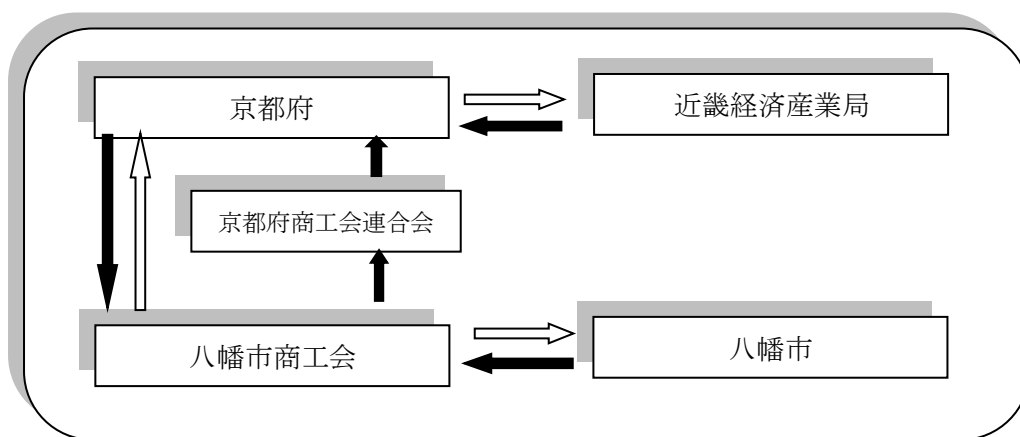 京都府
近畿経済産業局
京都府商工会連合会
八幡市商工会
八幡市